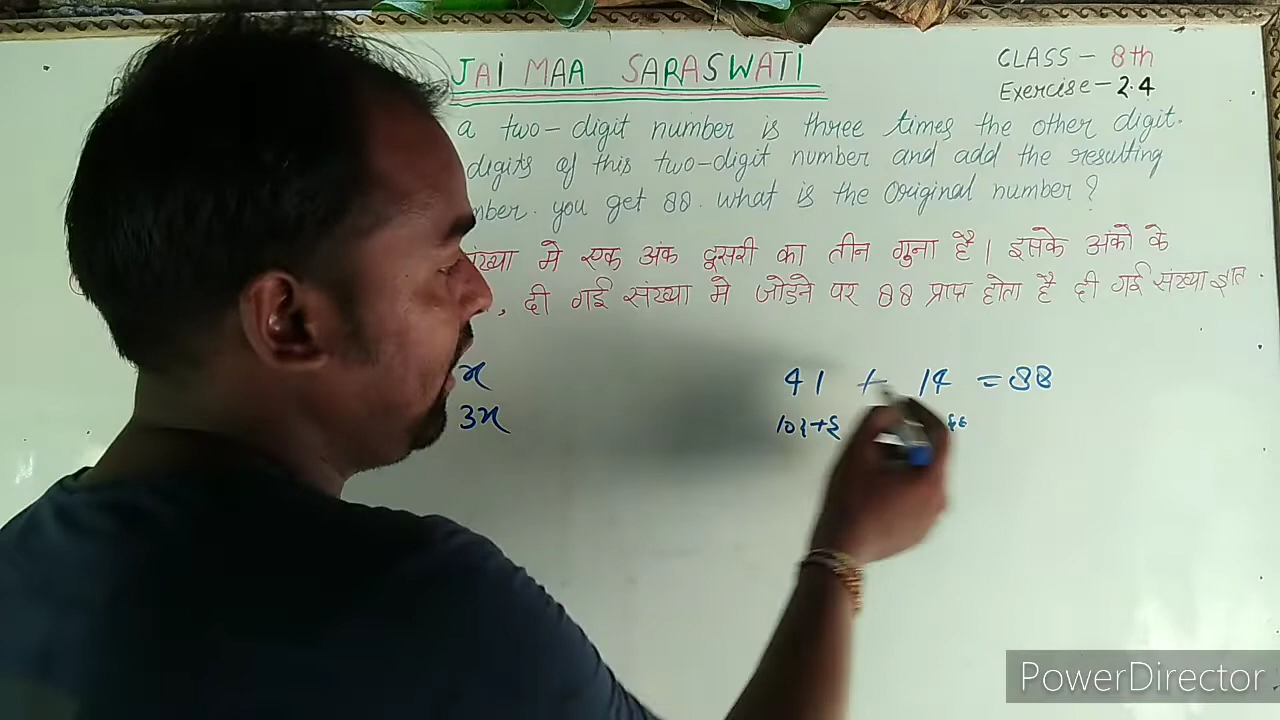 JAI MAA SARASWATI
CLASS - 8th
Exercise - 2.4
a two-digit number is three times the other digit.
digits of this two-digit number and add the resulting
mber. you get 88. what is the Original number?
संख्या मे एक अंक दूसरी का तीन गुना है। इसके अंको के
, दी गई संख्या मे जोडने पर 88 प्राप्त होता है दी गई संख्या ज्ञात
x
41 + 14 = 88
3x
PowerDirector